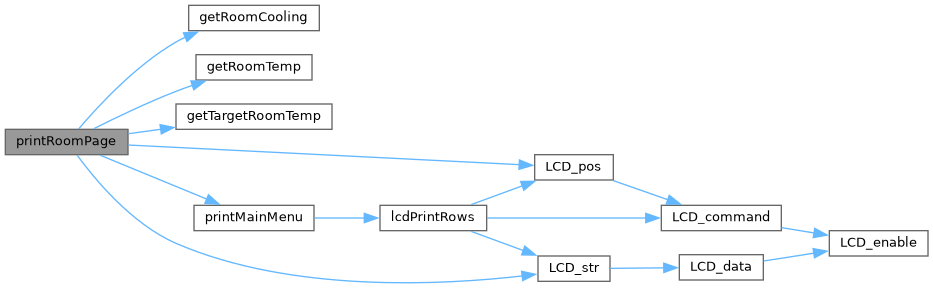 getRoomCooling
getRoomTemp
getTargetRoomTemp
printRoomPage
LCD_pos
printMainMenu
lcdPrintRows
LCD_command
LCD_enable
LCD_str
LCD_data